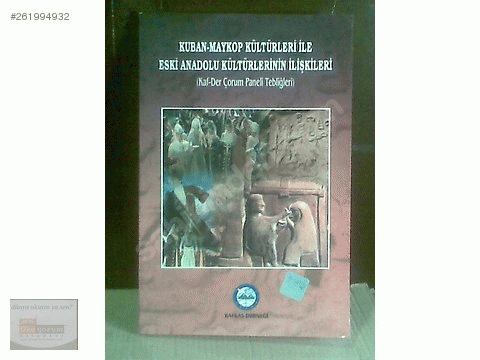 #261994932
KUBAN-MAYKOP KÜLTÜRLERİ İLE
ESKİ ANADOLU KÜLTÜRLERİNİN İLİŞKİLERİ
(Kaf-Der Çorum Paneli Tebliğleri)
KAFKAS DERNEĞİ